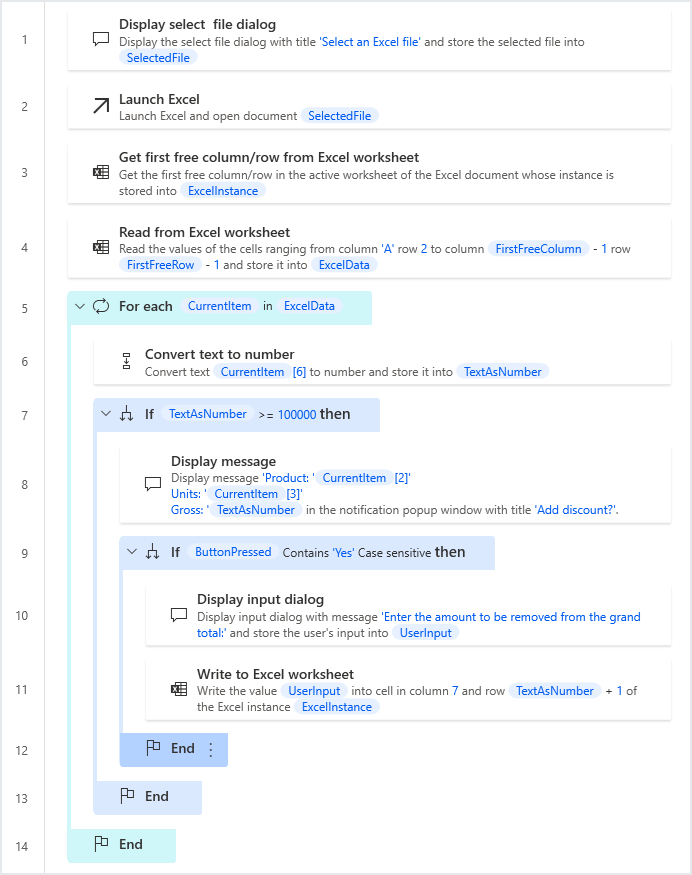 1
Display select  file dialog
Display the select file dialog with title 'Select an Excel file' and store the selected file into
SelectedFile
2
Launch Excel
Launch Excel and open document SelectedFile
3
Get first free column/row from Excel worksheet
Get the first free column/row in the active worksheet of the Excel document whose instance is
stored into ExcelInstance
4
Read from Excel worksheet
Read the values of the cells ranging from column 'A' row 2 to column FirstFreeColumn - 1 row
FirstFreeRow - 1 and store it into ExcelData
5
For each CurrentItem in ExcelData
6
Convert text to number
Convert text CurrentItem [6] to number and store it into TextAsNumber
7
If TextAsNumber >= 100000 then
8
Display message
Display message 'Product: ' CurrentItem [2]'
Units: ' CurrentItem [3]'
Gross: ' TextAsNumber in the notification popup window with title 'Add discount?'.
9
If ButtonPressed Contains 'Yes' Case sensitive then
10
Display input dialog
Display input dialog with message 'Enter the amount to be removed from the grand
total:' and store the user's input into UserInput
11
Write to Excel worksheet
Write the value UserInput into cell in column 7 and row TextAsNumber + 1 of
the Excel instance ExcelInstance
12
End
13
End
14
End